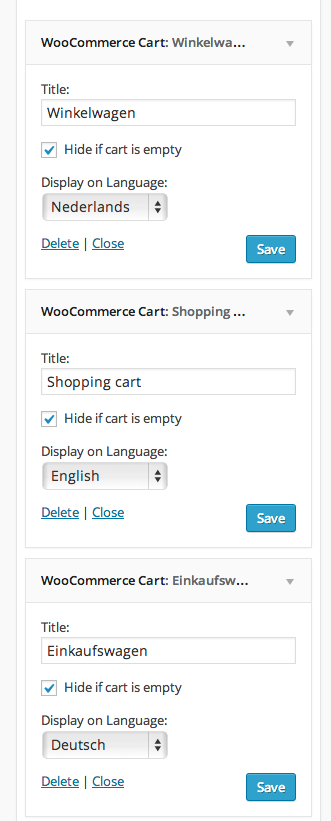 WooCommerce Cart: Winkelwa...
Title:
Winkelwagen
Hide if cart is empty
Display on Language:
Nederlands
Delete | Close
Save
WooCommerce Cart: Shopping ...
Title:
Shopping cart
Hide if cart is empty
Display on Language:
English
Delete | Close
Save
WooCommerce Cart: Einkaufsw...
Title:
Einkaufswagen
Hide if cart is empty
Display on Language:
Deutsch
Delete | Close
Save